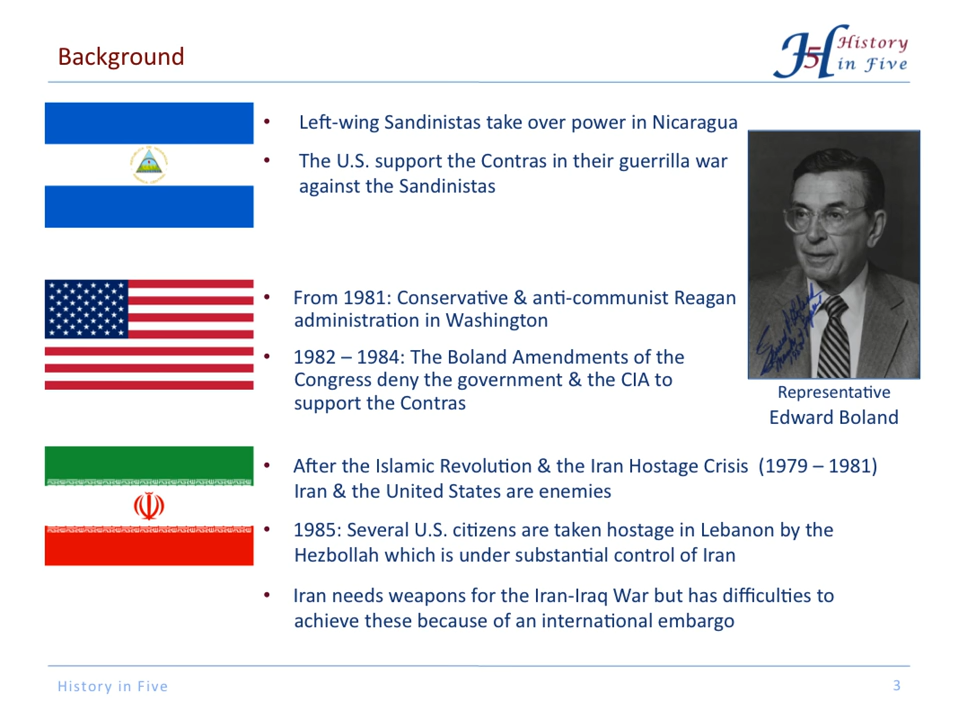 Background
History
in Five
• Left-wing Sandinistas take over power in Nicaragua
• The U.S. support the Contras in their guerrilla war
against the Sandinistas
• From 1981: Conservative & anti-communist Reagan
administration in Washington
• 1982 – 1984: The Boland Amendments of the
Congress deny the government & the CIA to
support the Contras
Representative
Edward Boland
• After the Islamic Revolution & the Iran Hostage Crisis (1979 – 1981)
Iran & the United States are enemies
• 1985: Several U.S. citizens are taken hostage in Lebanon by the
Hezbollah which is under substantial control of Iran
• Iran needs weapons for the Iran-Iraq War but has difficulties to
achieve these because of an international embargo
History in Five
3